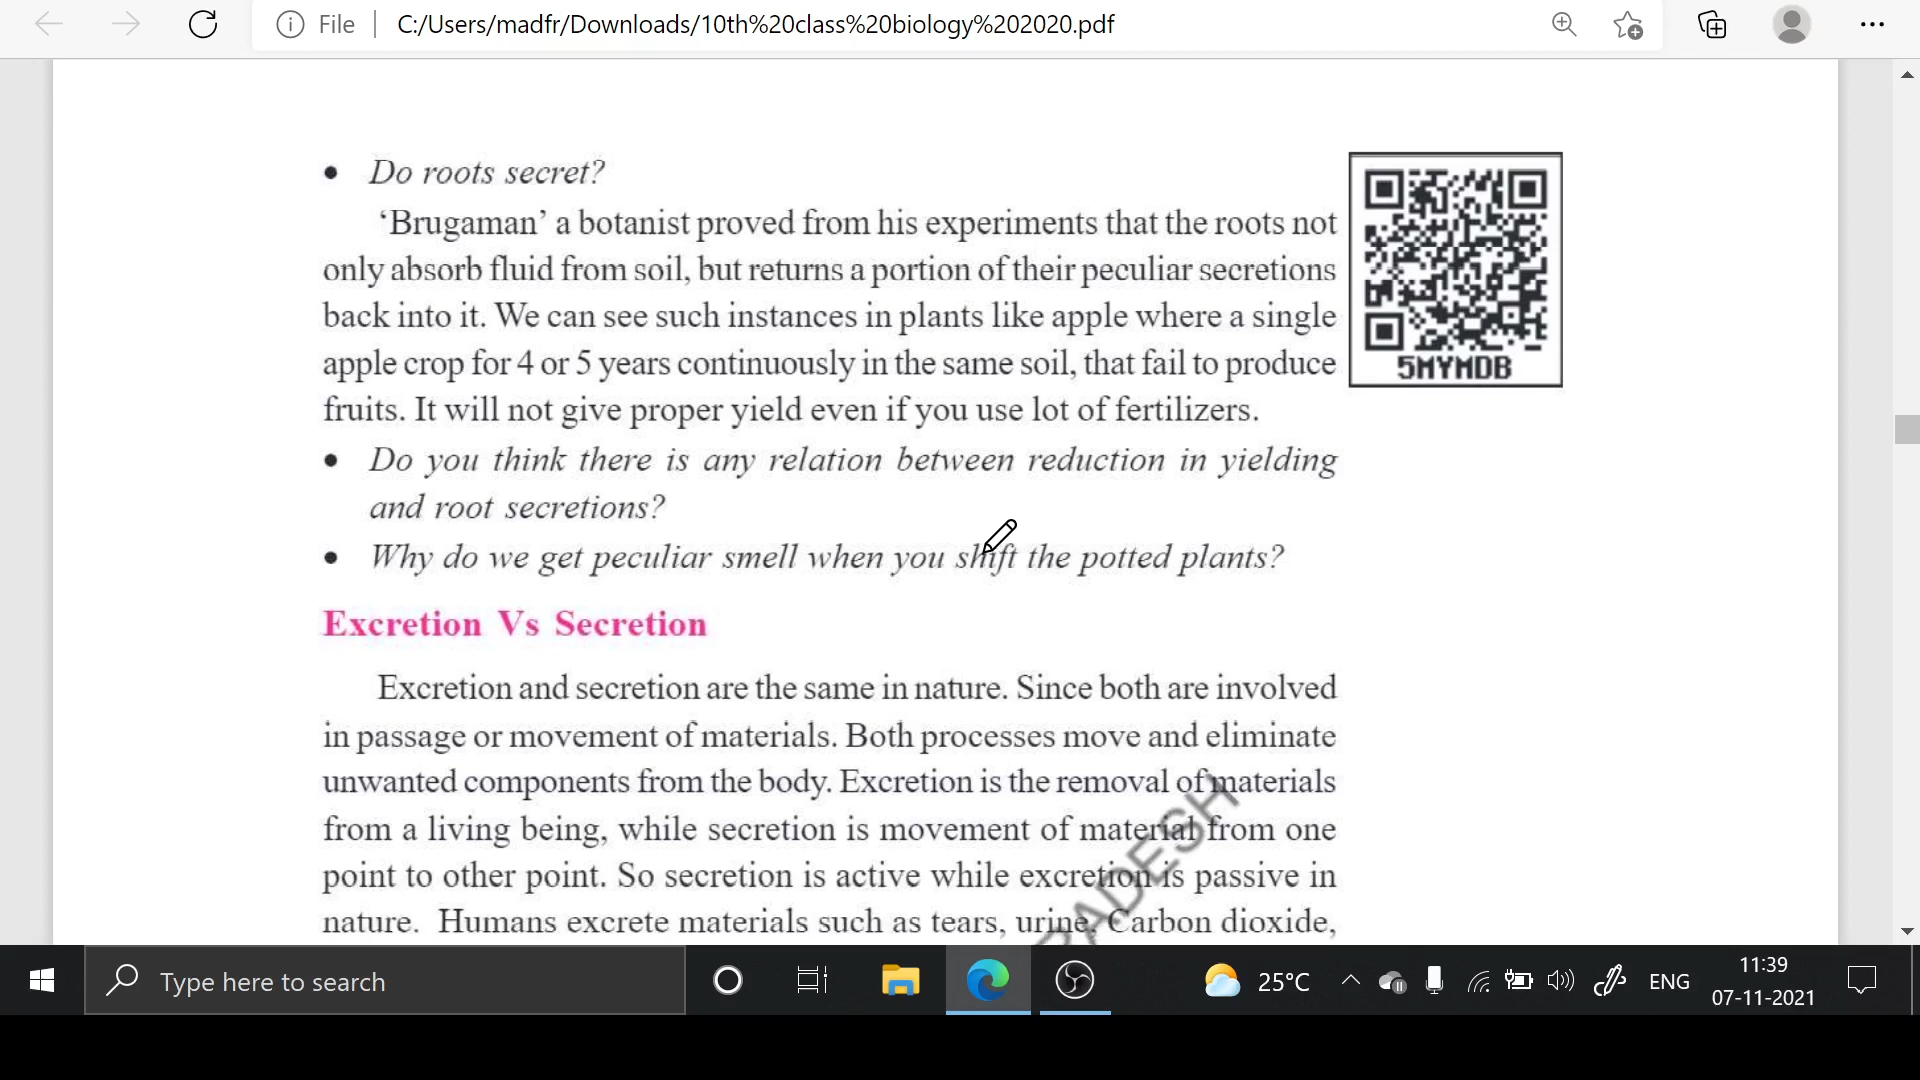 File
C:/Users/madfr/Downloads/10th%20class%20biology%202020.pdf
• Do roots secret?
‘Brugaman’ a botanist proved from his experiments that the roots not
only absorb fluid from soil, but returns a portion of their peculiar secretions
back into it. We can see such instances in plants like apple where a single
apple crop for 4 or 5 years continuously in the same soil, that fail to produce
fruits. It will not give proper yield even if you use lot of fertilizers.
5MYMDB
• Do you think there is any relation between reduction in yielding
and root secretions?
• Why do we get peculiar smell when you shift the potted plants?
Excretion Vs Secretion
Excretion and secretion are the same in nature. Since both are involved
in passage or movement of materials. Both processes move and eliminate
unwanted components from the body. Excretion is the removal of materials
from a living being, while secretion is movement of material from one
point to other point. So secretion is active while excretion is passive in
nature. Humans excrete materials such as tears, urine, Carbon dioxide,
RADESH
Type here to search
25°C
ENG
11:39
07-11-2021